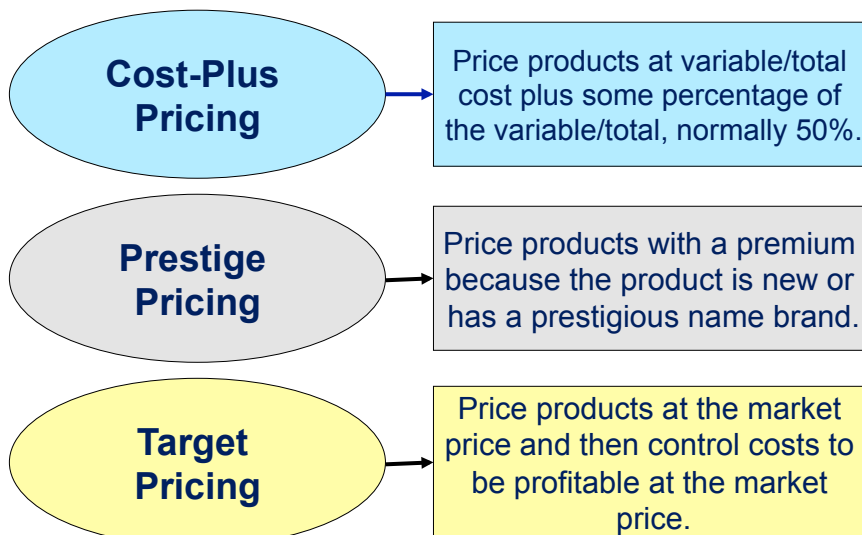 Cost-Plus
Pricing
Price products at variable/total
cost plus some percentage of
the variable/total, normally 50%.
Prestige
Pricing
Price products with a premium
because the product is new or
has a prestigious name brand.
Target
Pricing
Price products at the market
price and then control costs to
be profitable at the market
price.